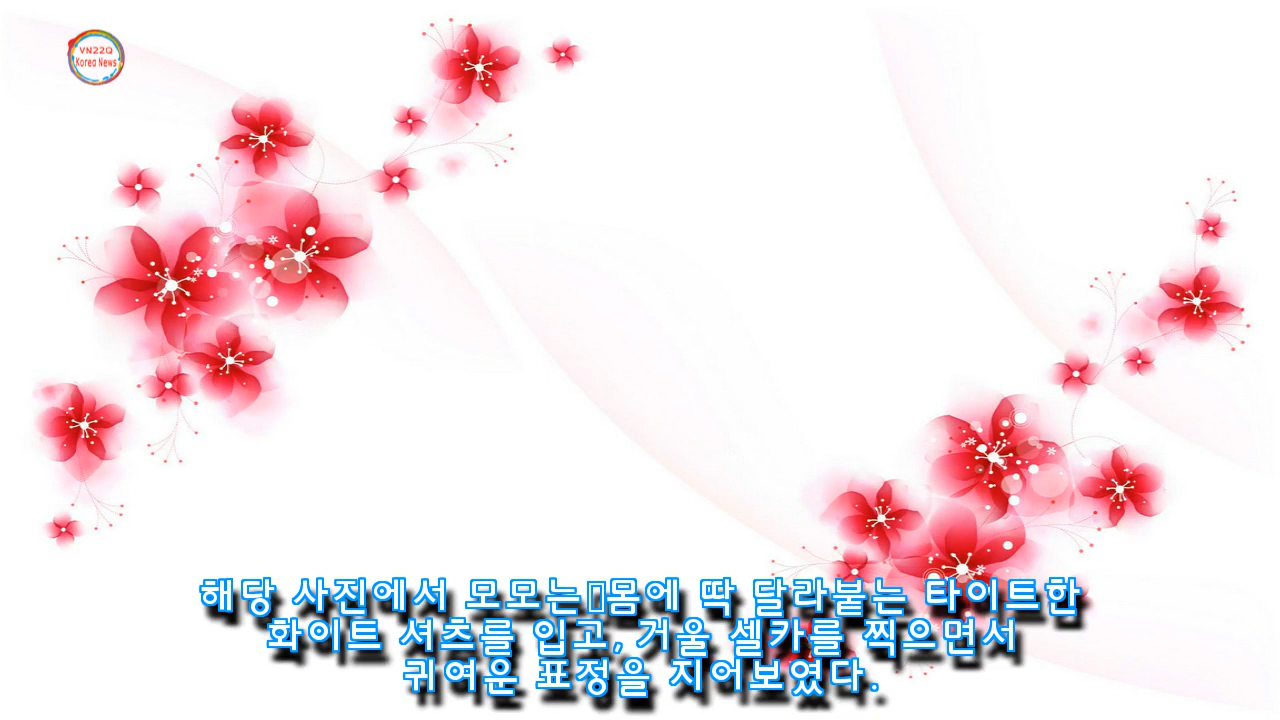 VN22Q
Korea News
해당 사진에서 모모는 몸에 딱 달라붙는 타이트한
화이트 셔츠를 입고, 거울 셀카를 찍으면서
귀여운 표정을 지어보였다.